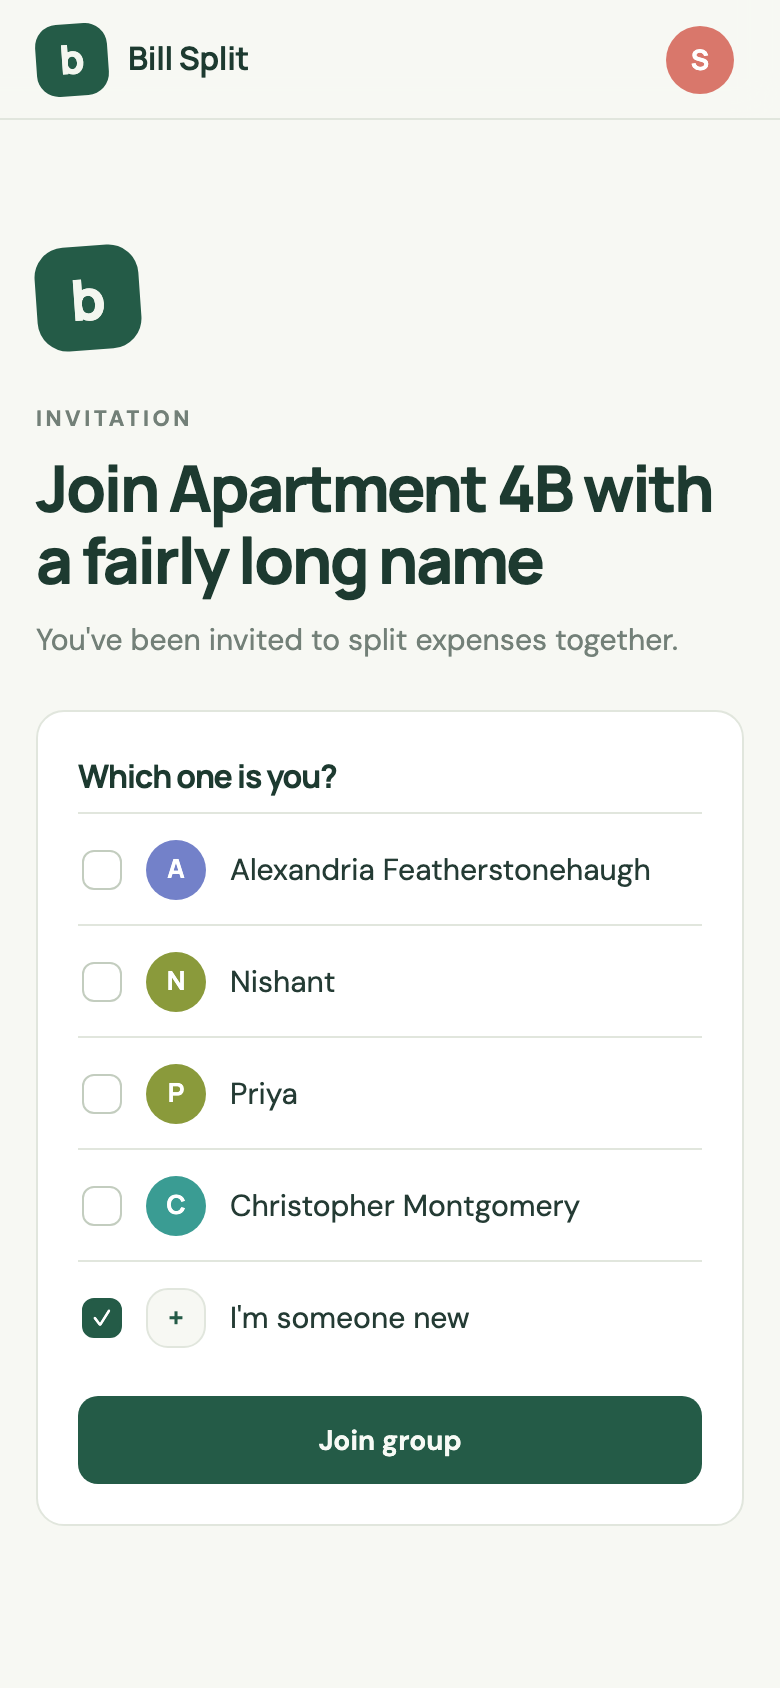 b Bill Split S
b
INVITATION
Join Apartment 4B with
a fairly long name
You've been invited to split expenses together.
Which one is you?
A Alexandria Featherstonehaugh
N Nishant
P Priya
C Christopher Montgomery
+ I'm someone new
Join group